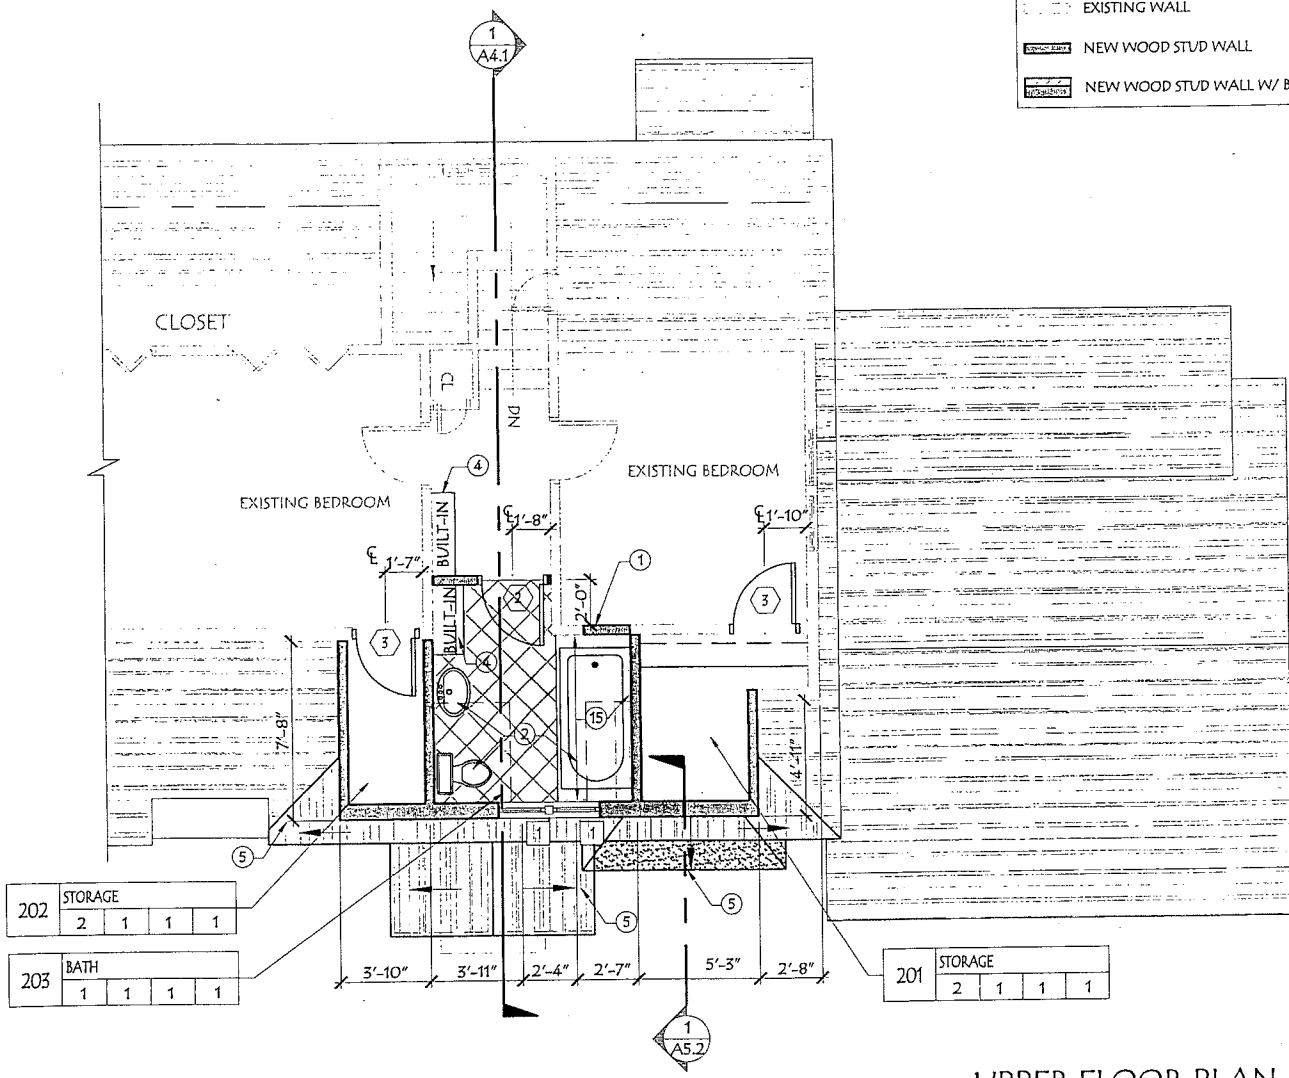 EXISTING WALL
NEW WOOD STUD WALL
NEW WOOD STUD WALL W/ B
1
A4.1
CLOSET
CL
DN
4
EXISTING BEDROOM
EXISTING BEDROOM
BUILT-IN
℄ 1'-8"
℄ 1'-10"
℄ 1'-7"
1
2
3
3
BUILT-IN
2'-0"
4
15
2
7'-8"
4'-11"
1
1
5
5
5
202 STORAGE
2 1 1 1
203 BATH
1 1 1 1
3'-10" 3'-11" 2'-4" 2'-7" 5'-3" 2'-8"
201 STORAGE
2 1 1 1
1
A5.2
UPPER FLOOR PLAN